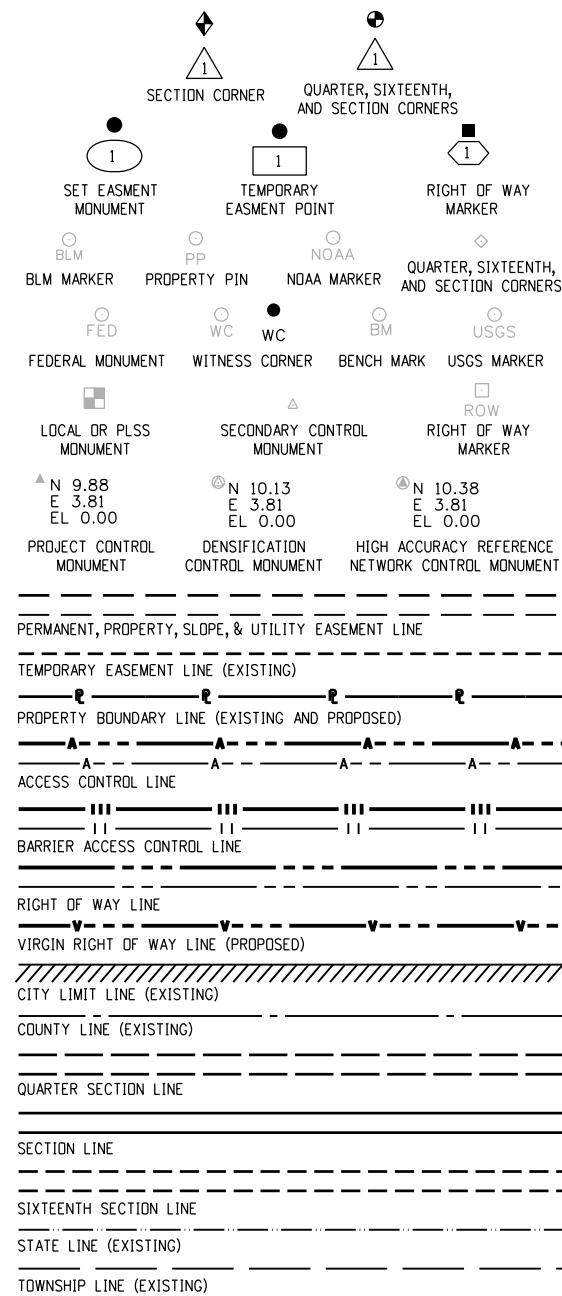 1
1
SECTION CORNER
QUARTER, SIXTEENTH,
AND SECTION CORNERS
1
1
1
SET EASMENT
MONUMENT
TEMPORARY
EASMENT POINT
RIGHT OF WAY
MARKER
BLM
PP
NOAA
BLM MARKER
PROPERTY PIN
NOAA MARKER
QUARTER, SIXTEENTH,
AND SECTION CORNERS
FED
WC
WC
BM
USGS
FEDERAL MONUMENT
WITNESS CORNER
BENCH MARK
USGS MARKER
ROW
LOCAL OR PLSS
MONUMENT
SECONDARY CONTROL
MONUMENT
RIGHT OF WAY
MARKER
N 9.88
E 3.81
EL 0.00
N 10.13
E 3.81
EL 0.00
N 10.38
E 3.81
EL 0.00
PROJECT CONTROL
MONUMENT
DENSIFICATION
CONTROL MONUMENT
HIGH ACCURACY REFERENCE
NETWORK CONTROL MONUMENT
PERMANENT, PROPERTY, SLOPE, & UTILITY EASEMENT LINE
TEMPORARY EASEMENT LINE (EXISTING)
PL PL PL PL
PROPERTY BOUNDARY LINE (EXISTING AND PROPOSED)
A A A A
A A A A
ACCESS CONTROL LINE
BARRIER ACCESS CONTROL LINE
RIGHT OF WAY LINE
V V V V
VIRGIN RIGHT OF WAY LINE (PROPOSED)
CITY LIMIT LINE (EXISTING)
COUNTY LINE (EXISTING)
QUARTER SECTION LINE
SECTION LINE
SIXTEENTH SECTION LINE
STATE LINE (EXISTING)
TOWNSHIP LINE (EXISTING)